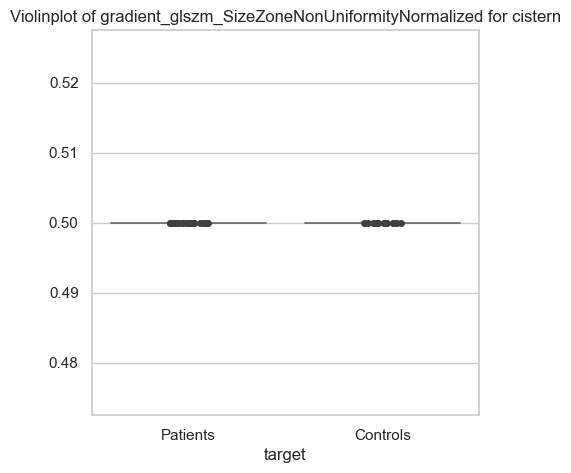 Violinplot of gradient_glszm_SizeZoneNonUniformityNormalized for cistern
0.52
0.51
0.50
0.49
0.48
Patients Controls
target